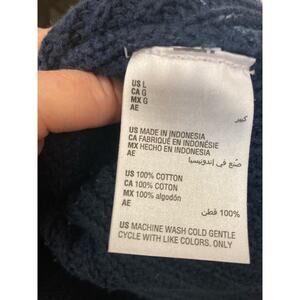 US L
CA G
MX G
AE
كبير
US MADE IN INDONESIA
CA FABRIQUÉ EN INDONÉSIE
MX HECHO EN INDONESIA
AE
صُنع في إندونيسيا
US 100% COTTON
CA 100% COTON
MX 100% algodón
AE
100% قطن
US MACHINE WASH COLD GENTLE
CYCLE WITH LIKE COLORS. ONLY